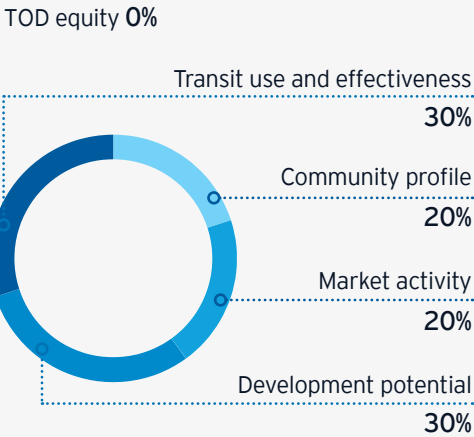 TOD equity 0%
Transit use and effectiveness
30%
Community profile
20%
Market activity
20%
Development potential
30%